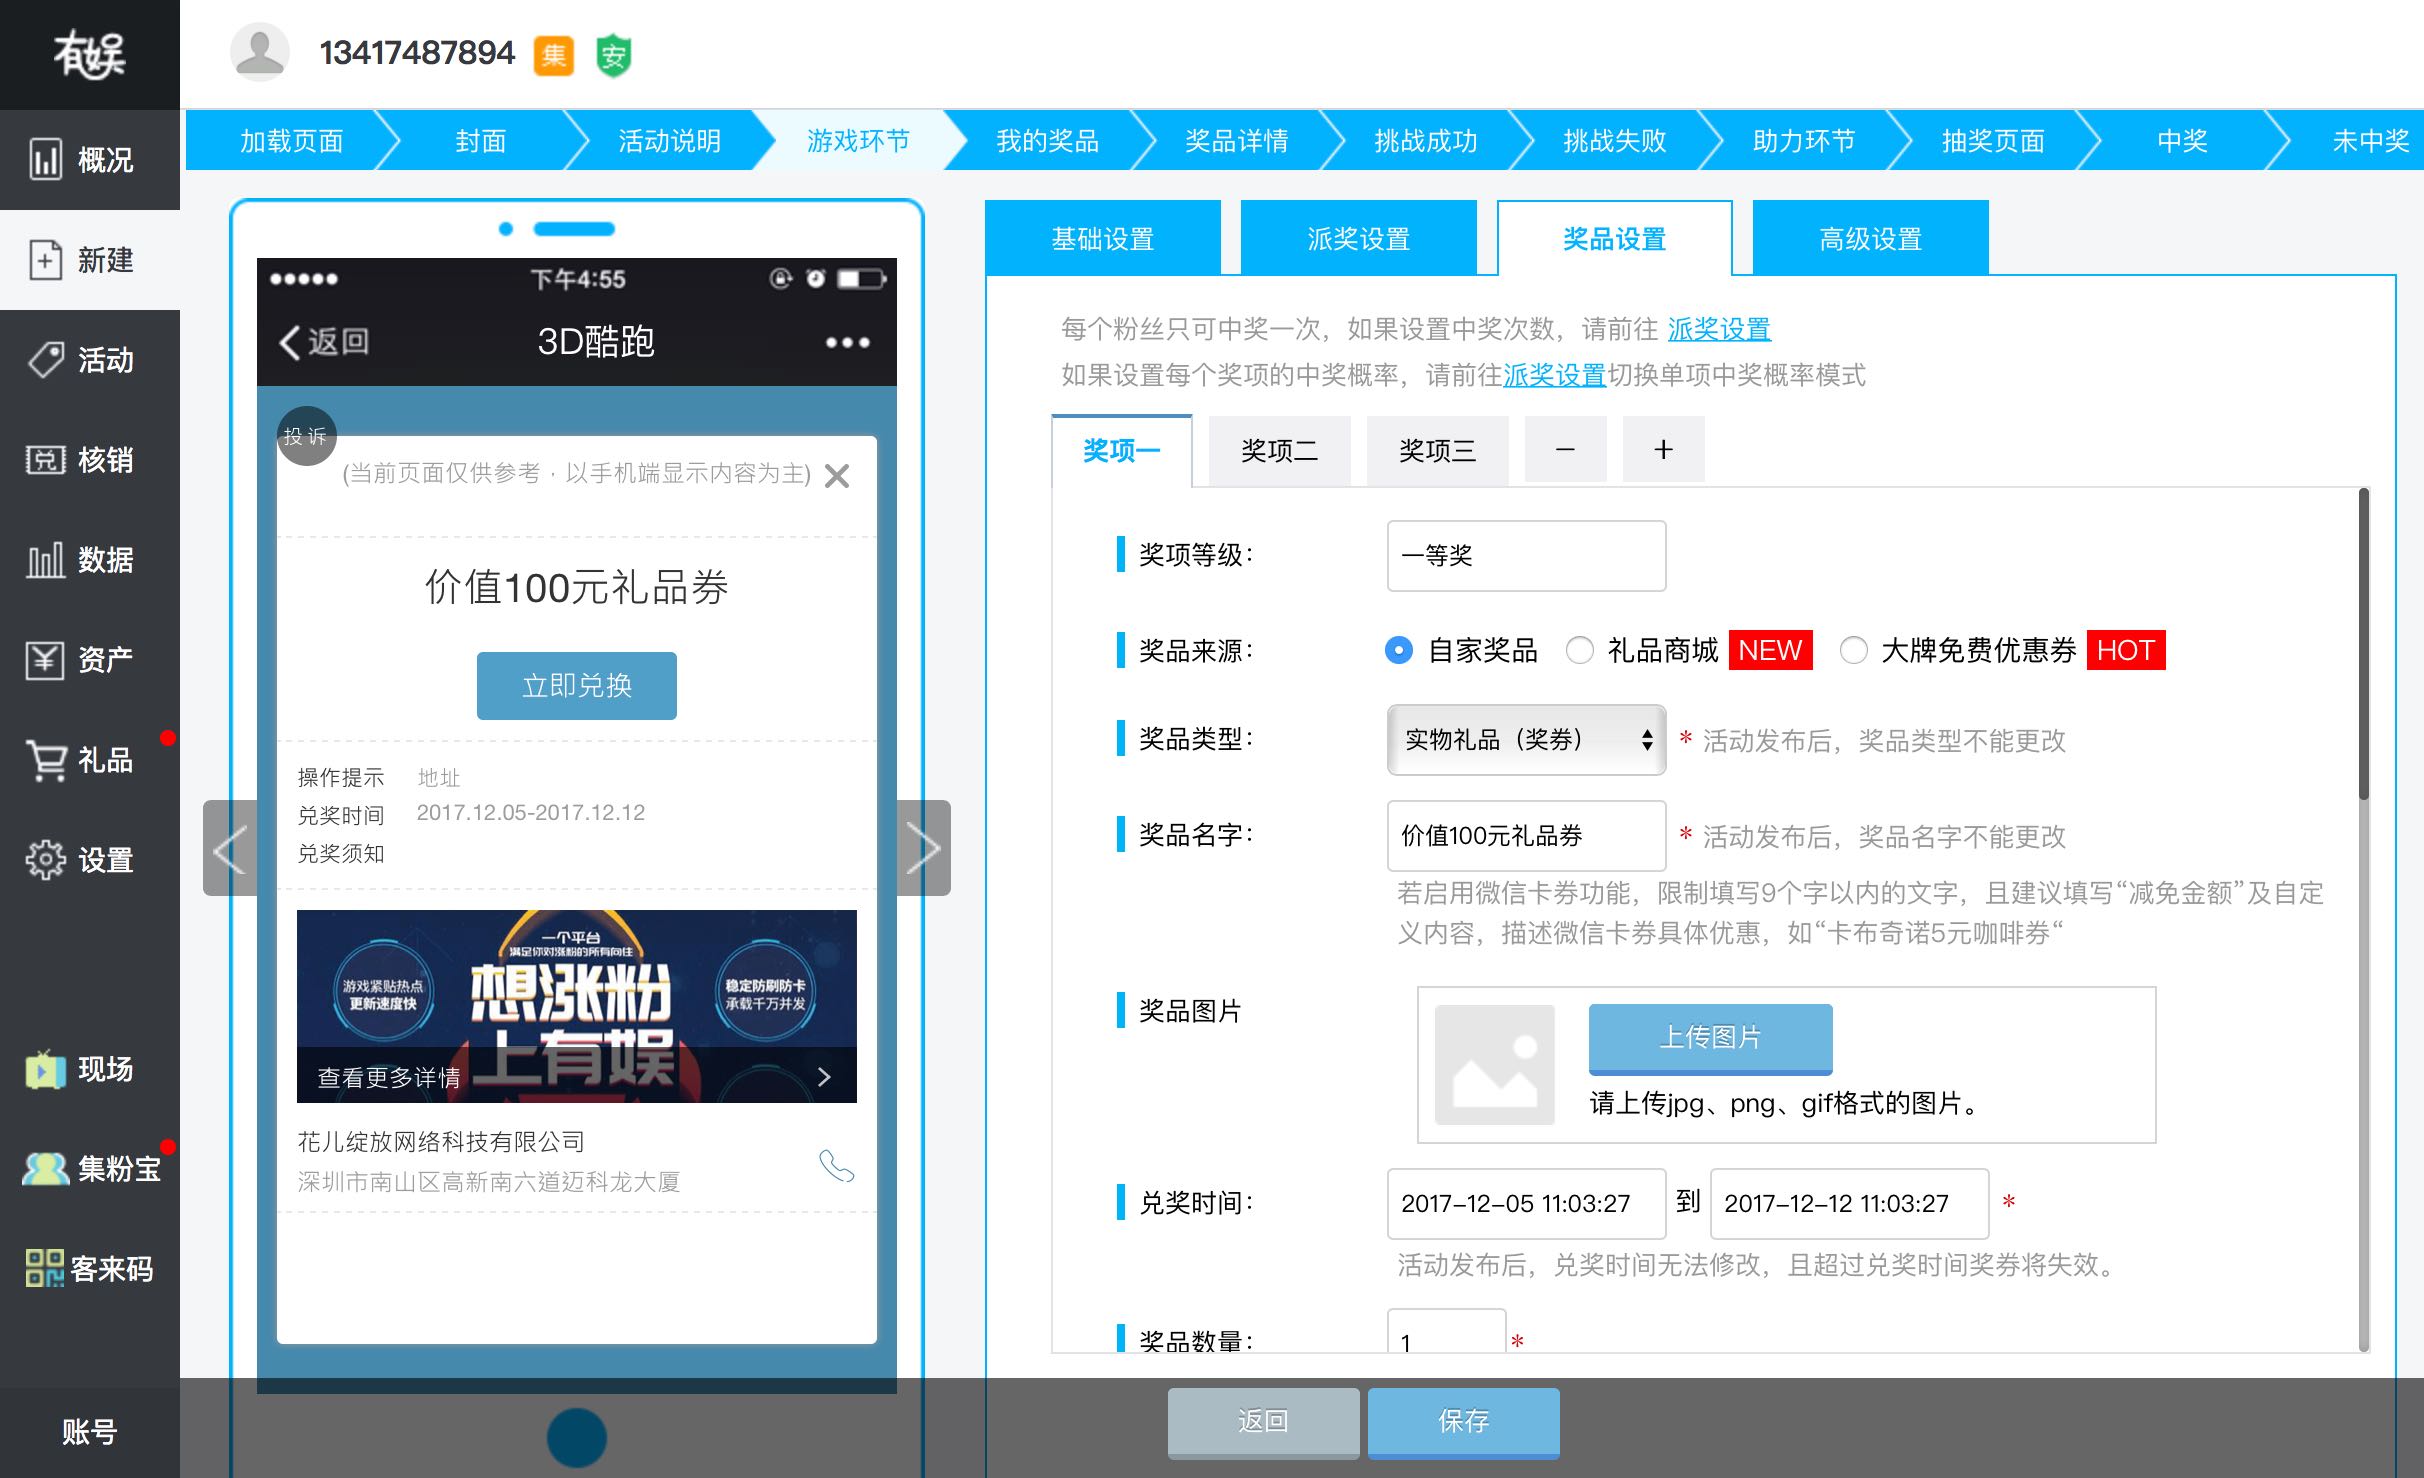 有娱
13417487894
集
安
概况
新建
活动
核销
数据
资产
礼品
设置
现场
集粉宝
客来码
账号
加载页面
封面
活动说明
游戏环节
我的奖品
奖品详情
挑战成功
挑战失败
助力环节
抽奖页面
中奖
未中奖
下午4:55
返回
3D酷跑
投诉
(当前页面仅供参考 · 以手机端显示内容为主)
价值100元礼品券
立即兑换
操作提示 地址
兑奖时间 2017.12.05-2017.12.12
兑奖须知
一个平台
满足你对涨粉的所有向往
游戏紧贴热点
更新速度快
想涨粉
上有娱
稳定防刷防卡
承载千万并发
查看更多详情
花儿绽放网络科技有限公司
深圳市南山区高新南六道迈科龙大厦
基础设置
派奖设置
奖品设置
高级设置
每个粉丝只可中奖一次，如果设置中奖次数，请前往 派奖设置
如果设置每个奖项的中奖概率，请前往派奖设置切换单项中奖概率模式
奖项一
奖项二
奖项三
−
+
奖项等级： 一等奖
奖品来源： 自家奖品 礼品商城 NEW 大牌免费优惠券 HOT
奖品类型： 实物礼品（奖券） * 活动发布后，奖品类型不能更改
奖品名字： 价值100元礼品券 * 活动发布后，奖品名字不能更改
若启用微信卡券功能，限制填写9个字以内的文字，且建议填写“减免金额”及自定
义内容，描述微信卡券具体优惠，如“卡布奇诺5元咖啡券“
奖品图片
上传图片
请上传jpg、png、gif格式的图片。
兑奖时间： 2017-12-05 11:03:27 到 2017-12-12 11:03:27 *
活动发布后，兑奖时间无法修改，且超过兑奖时间奖券将失效。
奖品数量： 1 *
返回
保存